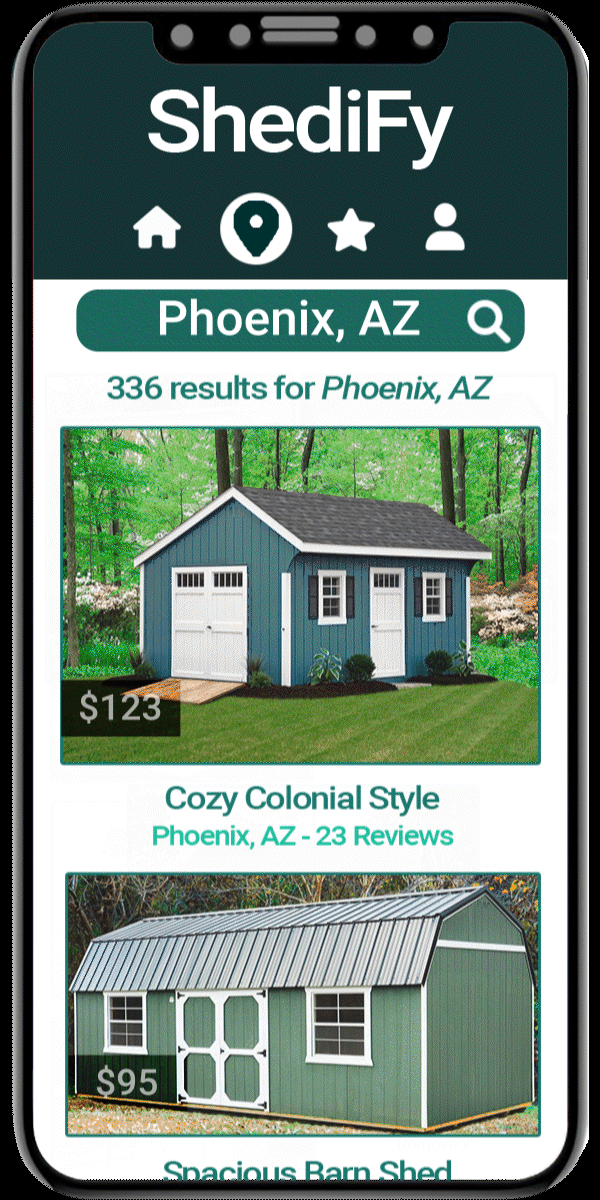 ShediFy
Phoenix, AZ
336 results for Phoenix, AZ
$123
Cozy Colonial Style
Phoenix, AZ - 23 Reviews
$95
Spacious Barn Shed